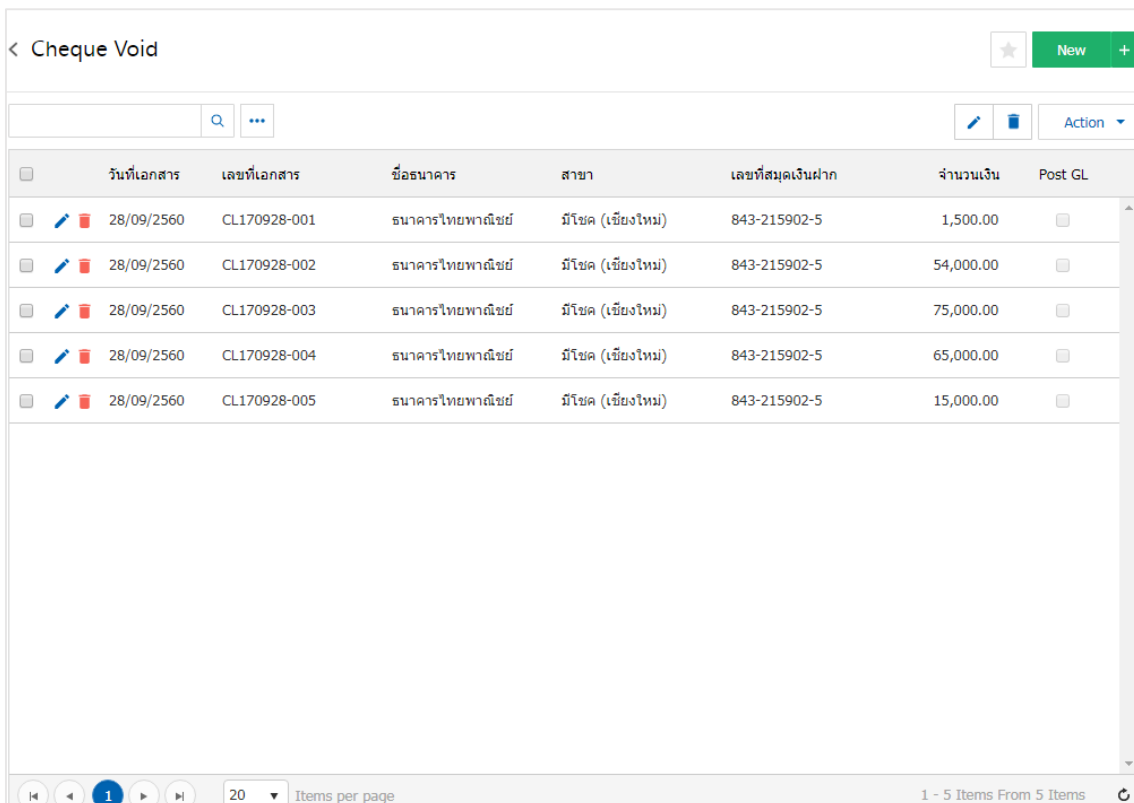 Cheque Void
New +
Action
วันที่เอกสาร เลขที่เอกสาร ชื่อธนาคาร สาขา เลขที่สมุดเงินฝาก จำนวนเงิน Post GL
28/09/2560 CL170928-001 ธนาคารไทยพาณิชย์ มีโชค (เชียงใหม่) 843-215902-5 1,500.00
28/09/2560 CL170928-002 ธนาคารไทยพาณิชย์ มีโชค (เชียงใหม่) 843-215902-5 54,000.00
28/09/2560 CL170928-003 ธนาคารไทยพาณิชย์ มีโชค (เชียงใหม่) 843-215902-5 75,000.00
28/09/2560 CL170928-004 ธนาคารไทยพาณิชย์ มีโชค (เชียงใหม่) 843-215902-5 65,000.00
28/09/2560 CL170928-005 ธนาคารไทยพาณิชย์ มีโชค (เชียงใหม่) 843-215902-5 15,000.00
1 20 Items per page 1 - 5 Items From 5 Items